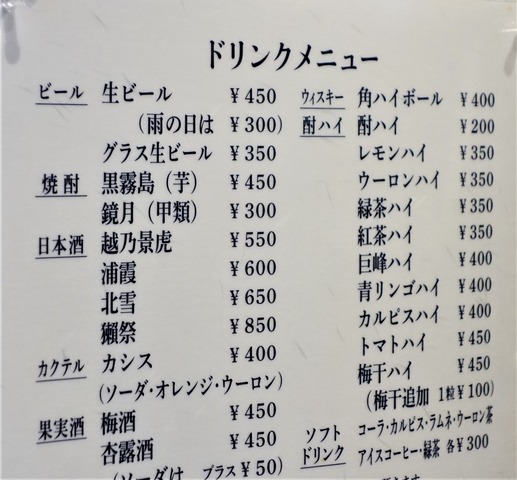 ドリンクメニュー
ビール 生ビール ￥450
(雨の日は ￥300)
グラス生ビール ￥350
焼酎 黒霧島(芋) ￥450
鏡月(甲類) ￥300
日本酒 越乃景虎 ￥550
浦霞 ￥600
北雪 ￥650
獺祭 ￥850
カクテル カシス ￥400
(ソーダ・オレンジ・ウーロン)
果実酒 梅酒 ￥450
杏露酒 ￥450
(ソーダは プラス￥50)
ウィスキー 角ハイボール ￥400
酎ハイ 酎ハイ ￥200
レモンハイ ￥350
ウーロンハイ ￥350
緑茶ハイ ￥350
紅茶ハイ ￥350
巨峰ハイ ￥400
青リンゴハイ ￥400
カルピスハイ ￥400
トマトハイ ￥450
梅干ハイ ￥450
(梅干追加 1粒￥100)
ソフトドリンク コーラ・カルピス・ラムネ・ウーロン茶
アイスコーヒー・緑茶 各￥300